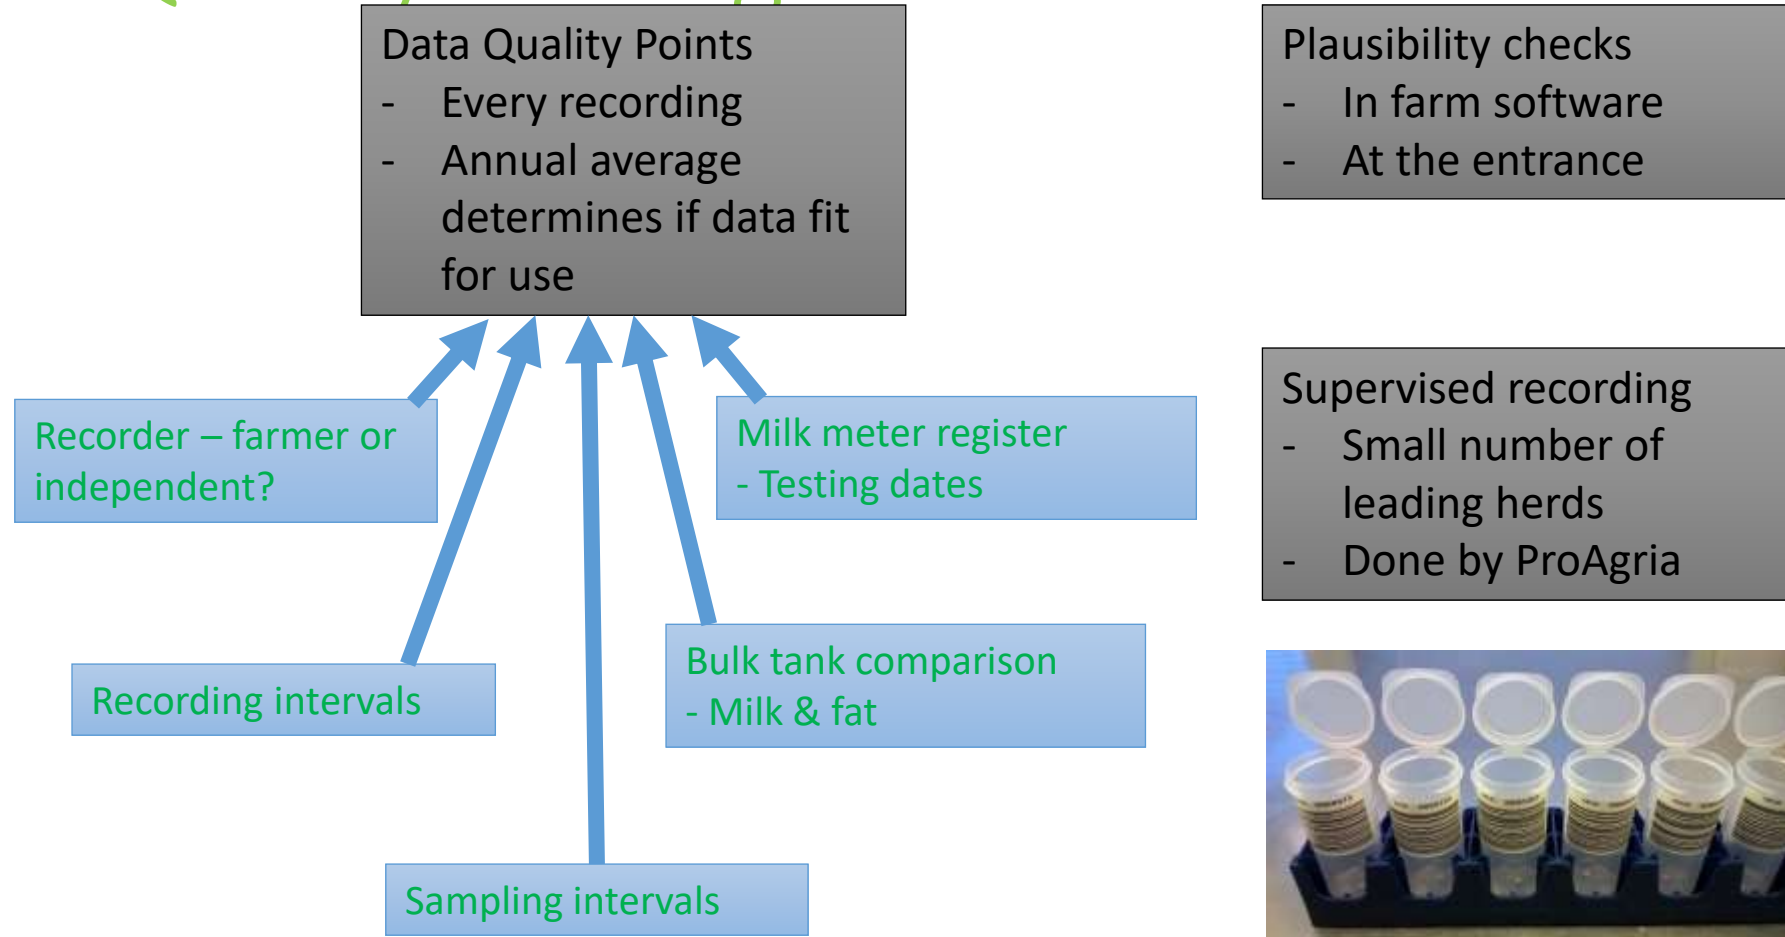 Data Quality Points
- Every recording
- Annual average
determines if data fit
for use
Plausibility checks
- In farm software
- At the entrance
Recorder – farmer or
independent?
Milk meter register
- Testing dates
Supervised recording
- Small number of
leading herds
- Done by ProAgria
Recording intervals
Bulk tank comparison
- Milk & fat
Sampling intervals